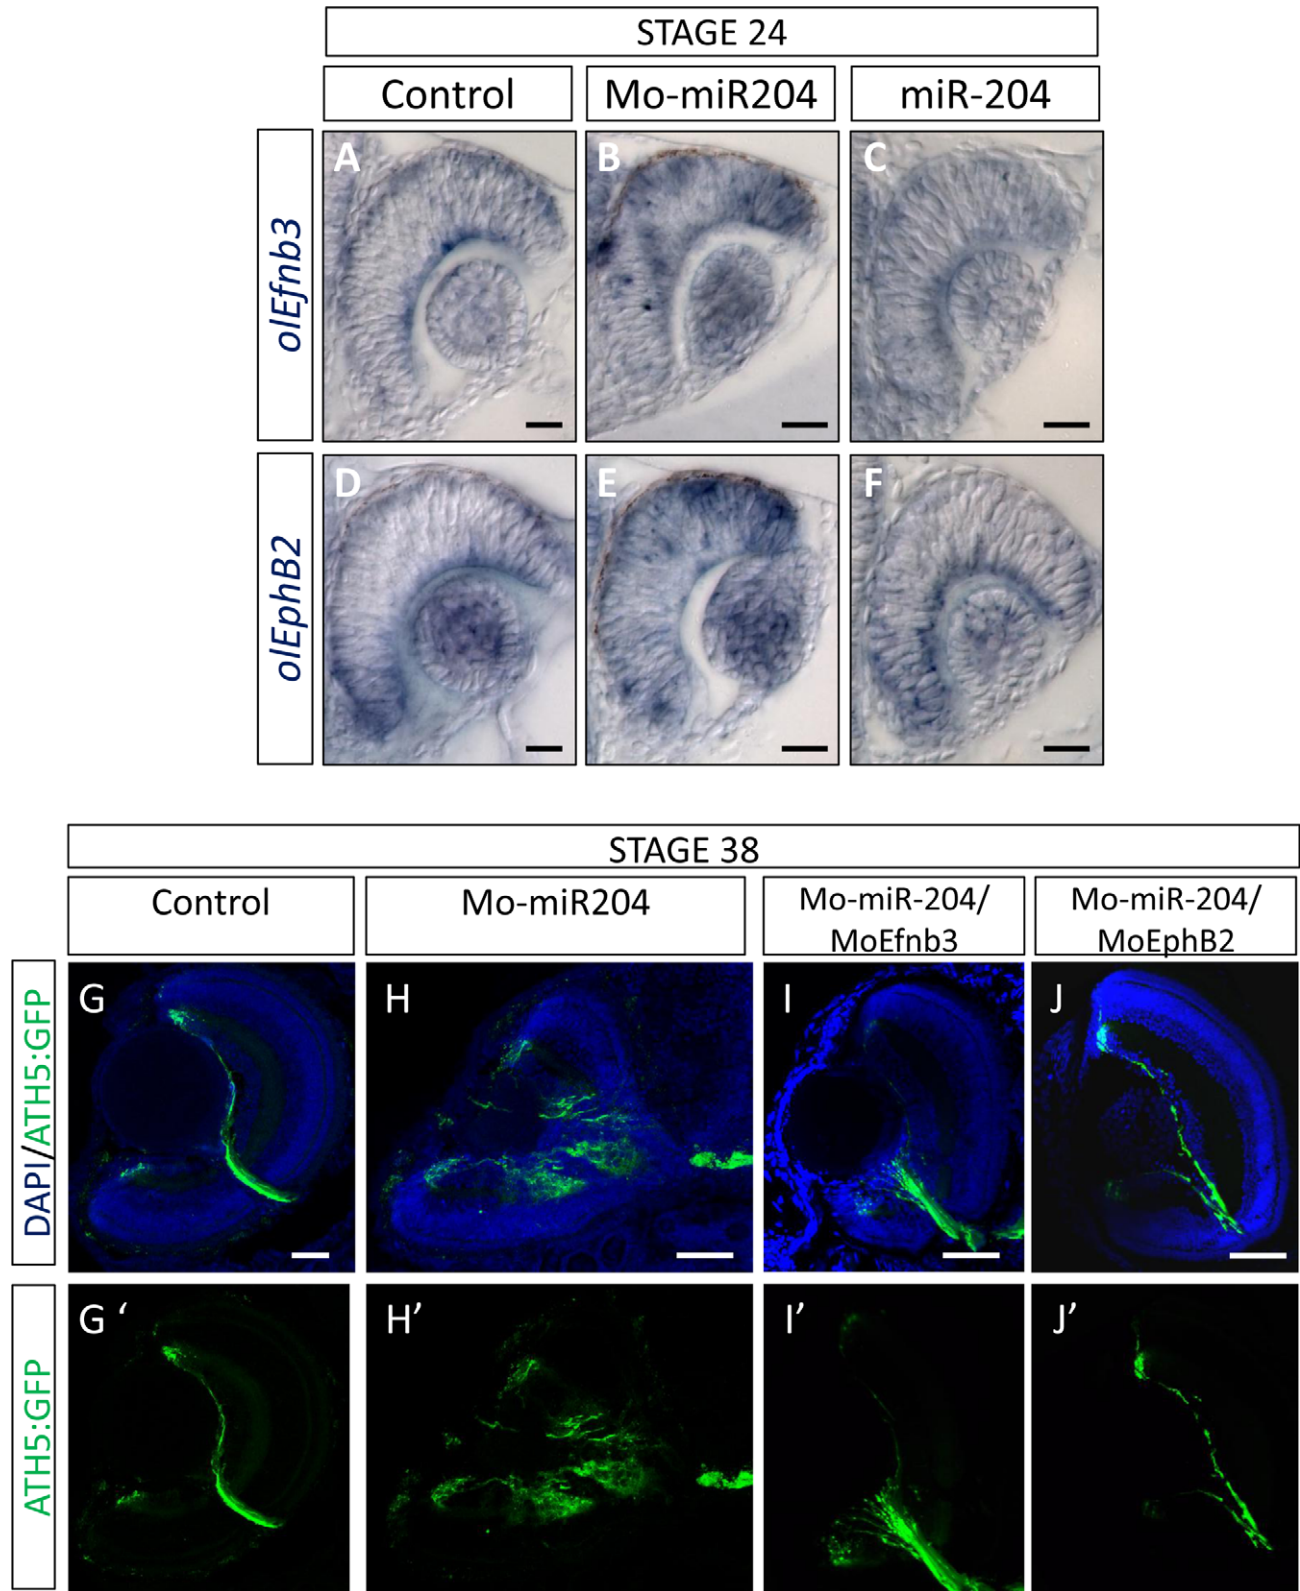 STAGE 24
Control
Mo-miR204
miR-204
olEfnb3
A
B
C
olEphB2
D
E
F
STAGE 38
Control
Mo-miR204
Mo-miR-204/
MoEfnb3
Mo-miR-204/
MoEphB2
DAPI/ATH5:GFP
G
H
I
J
ATH5:GFP
G ‘
H’
I’
J’